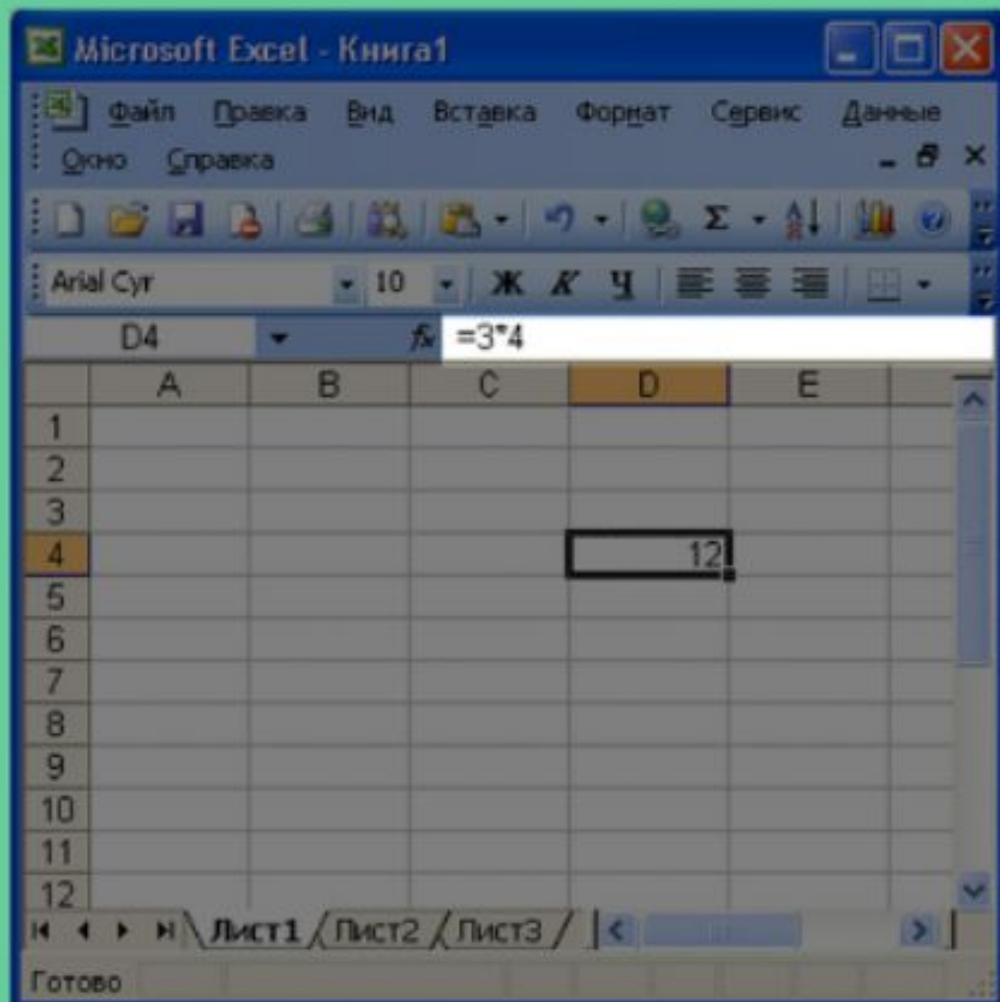 Microsoft Excel - Книга1
Файл Правка Вид Вставка Формат Сервис Данные
Окно Справка
Arial Cyr 10 Ж К Ч
D4 fx =3*4
A B C D E
1
2
3
4 12
5
6
7
8
9
10
11
12
Лист1 Лист2 Лист3
Готово